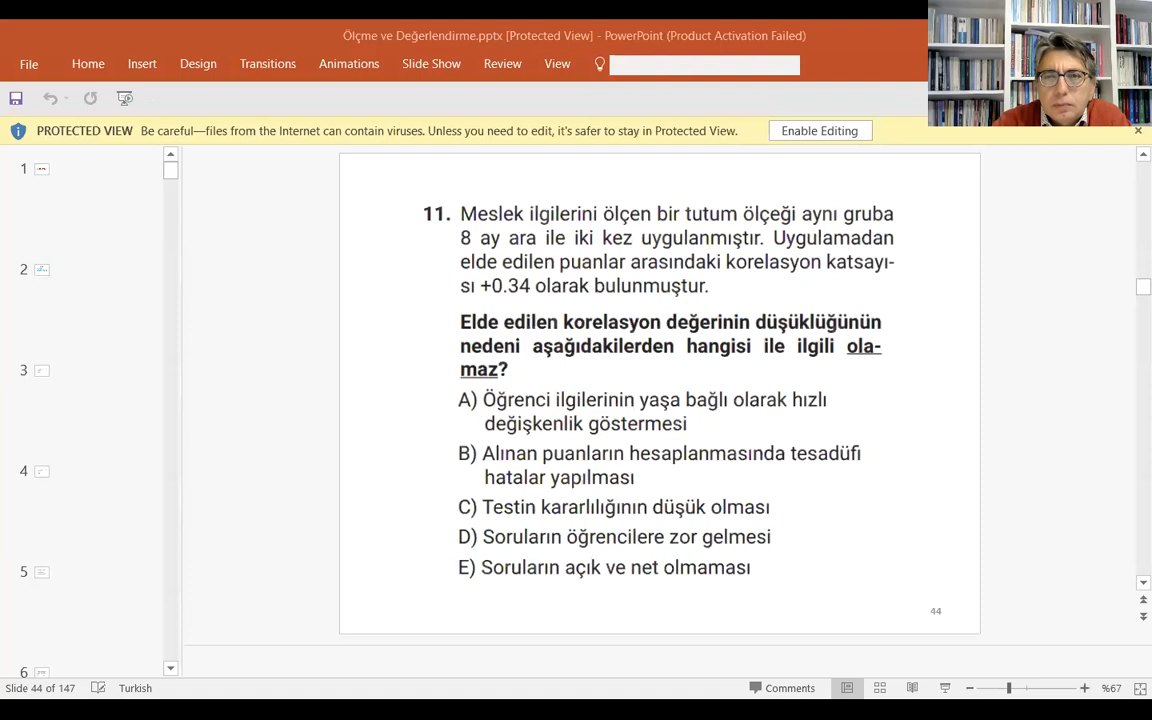 Ölçme ve Değerlendirme.pptx [Protected View] - PowerPoint (Product Activation Failed)
File Home Insert Design Transitions Animations Slide Show Review View
PROTECTED VIEW Be careful—files from the Internet can contain viruses. Unless you need to edit, it's safer to stay in Protected View. Enable Editing
1
2
3
4
5
6
11. Meslek ilgilerini ölçen bir tutum ölçeği aynı gruba
8 ay ara ile iki kez uygulanmıştır. Uygulamadan
elde edilen puanlar arasındaki korelasyon katsayı-
sı +0.34 olarak bulunmuştur.
Elde edilen korelasyon değerinin düşüklüğünün
nedeni aşağıdakilerden hangisi ile ilgili ola-
maz?
A) Öğrenci ilgilerinin yaşa bağlı olarak hızlı
değişkenlik göstermesi
B) Alınan puanların hesaplanmasında tesadüfi
hatalar yapılması
C) Testin kararlılığının düşük olması
D) Soruların öğrencilere zor gelmesi
E) Soruların açık ve net olmaması
44
Slide 44 of 147 Turkish Comments %67